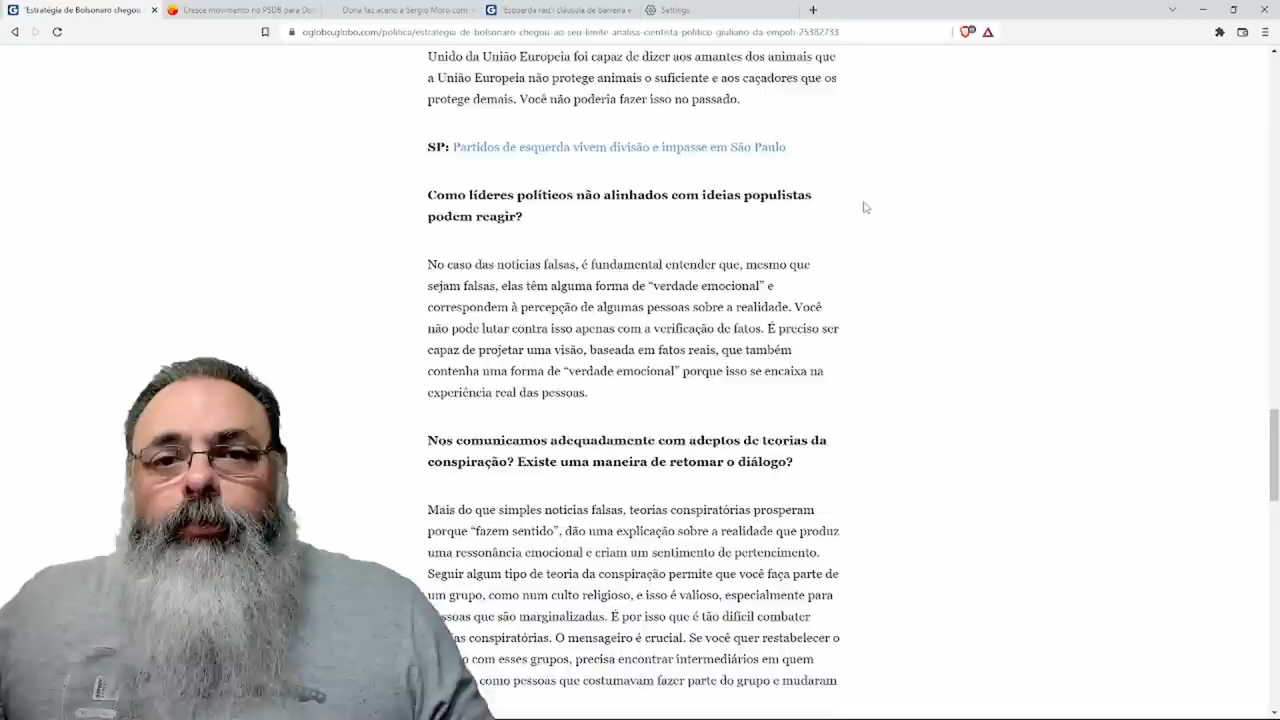 'Estratégia de Bolsonaro chegou
Cresce movimento no PSDB para Dori
Doria faz aceno a Sergio Moro com
'Esquerda raiz': cláusula de barreira e
Settings
oglobo.globo.com/politica/estrategia-de-bolsonaro-chegou-ao-seu-limite-analisa-cientista-politico-giuliano-da-empoli-25382733
Unido da União Europeia foi capaz de dizer aos amantes dos animais que
a União Europeia não protege animais o suficiente e aos caçadores que os
protege demais. Você não poderia fazer isso no passado.
SP: Partidos de esquerda vivem divisão e impasse em São Paulo
Como líderes políticos não alinhados com ideias populistas
podem reagir?
No caso das notícias falsas, é fundamental entender que, mesmo que
sejam falsas, elas têm alguma forma de “verdade emocional” e
correspondem à percepção de algumas pessoas sobre a realidade. Você
não pode lutar contra isso apenas com a verificação de fatos. É preciso ser
capaz de projetar uma visão, baseada em fatos reais, que também
contenha uma forma de “verdade emocional” porque isso se encaixa na
experiência real das pessoas.
Nos comunicamos adequadamente com adeptos de teorias da
conspiração? Existe uma maneira de retomar o diálogo?
Mais do que simples notícias falsas, teorias conspiratórias prosperam
porque “fazem sentido”, dão uma explicação sobre a realidade que produz
uma ressonância emocional e criam um sentimento de pertencimento.
Seguir algum tipo de teoria da conspiração permite que você faça parte de
um grupo, como num culto religioso, e isso é valioso, especialmente para
ssoas que são marginalizadas. É por isso que é tão difícil combater
as conspiratórias. O mensageiro é crucial. Se você quer restabelecer o
o com esses grupos, precisa encontrar intermediários em quem
como pessoas que costumavam fazer parte do grupo e mudaram